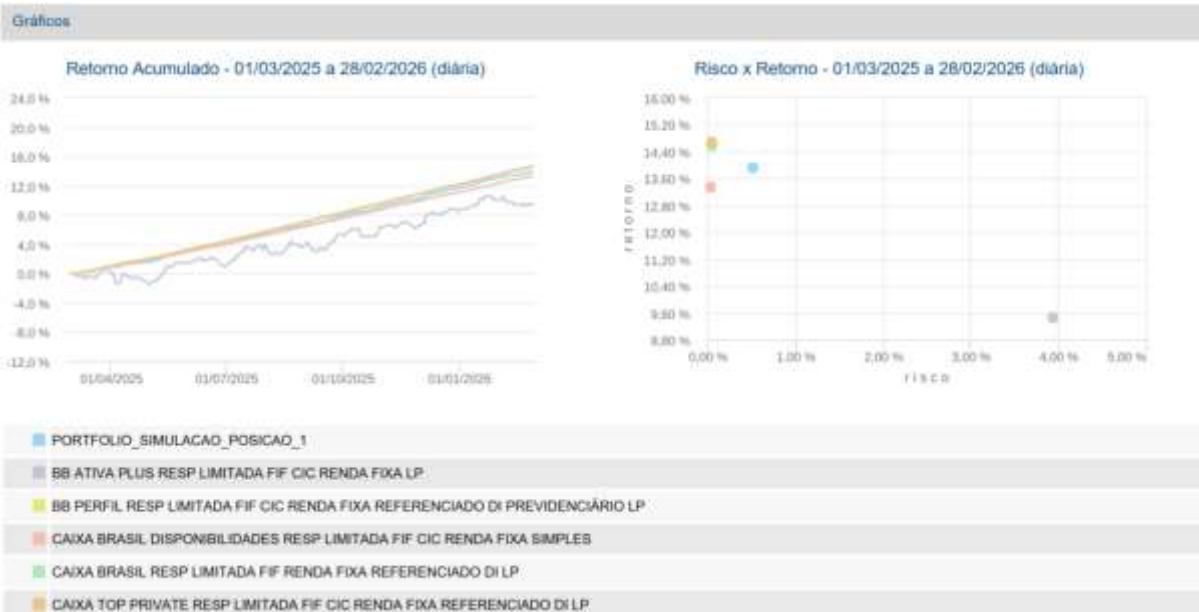 Gráficos
Retorno Acumulado - 01/03/2025 a 28/02/2026 (diária)
24,0 %
20,0 %
16,0 %
12,0 %
8,0 %
4,0 %
0,0 %
-4,0 %
-8,0 %
-12,0 %
01/04/2025 01/07/2025 01/10/2025 01/01/2026
Risco x Retorno - 01/03/2025 a 28/02/2026 (diária)
retorno
16,00 %
15,20 %
14,40 %
13,60 %
12,80 %
12,00 %
11,20 %
10,40 %
9,60 %
8,80 %
0,00 % 1,00 % 2,00 % 3,00 % 4,00 % 5,00 %
risco
PORTFOLIO_SIMULACAO_POSICAO_1
BB ATIVA PLUS RESP LIMITADA FIF CIC RENDA FIXA LP
BB PERFIL RESP LIMITADA FIF CIC RENDA FIXA REFERENCIADO DI PREVIDENCIÁRIO LP
CAIXA BRASIL DISPONIBILIDADES RESP LIMITADA FIF CIC RENDA FIXA SIMPLES
CAIXA BRASIL RESP LIMITADA FIF RENDA FIXA REFERENCIADO DI LP
CAIXA TOP PRIVATE RESP LIMITADA FIF CIC RENDA FIXA REFERENCIADO DI LP